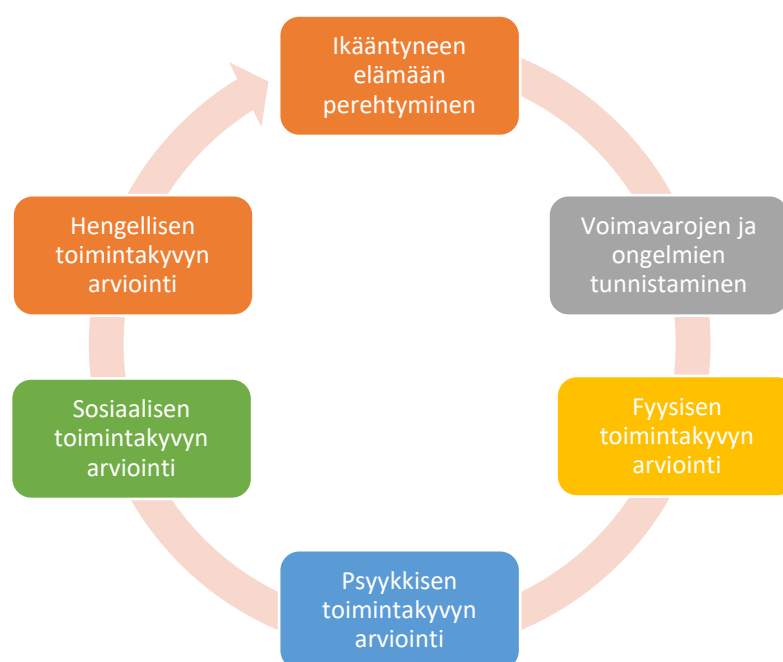 Ikääntyneen
elämään
perehtyminen
Voimavarojen ja
ongelmien
tunnistaminen
Fyysisen
toimintakyvyn
arviointi
Psyykkisen
toimintakyvyn
arviointi
Sosiaalisen
toimintakyvyn
arviointi
Hengellisen
toimintakyvyn
arviointi